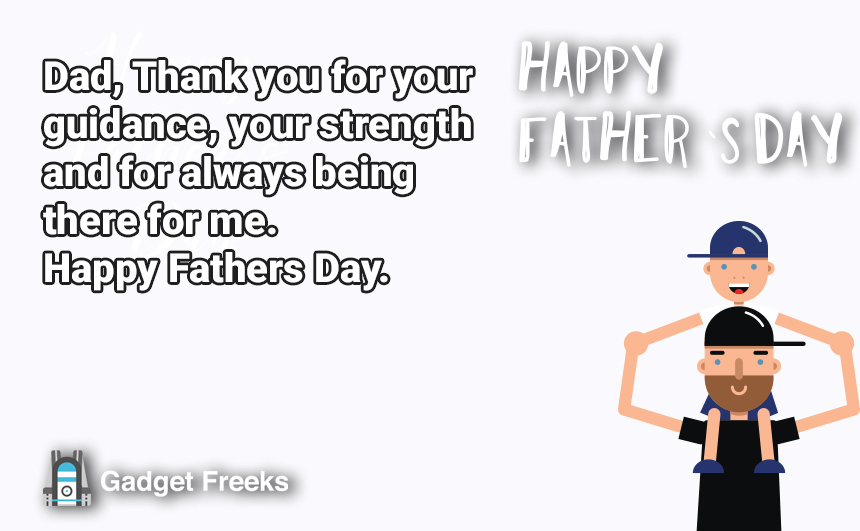 Dad, Thank you for your
guidance, your strength
and for always being
there for me.
Happy Fathers Day.
HAPPY
FATHER'S DAY
Gadget Freeks